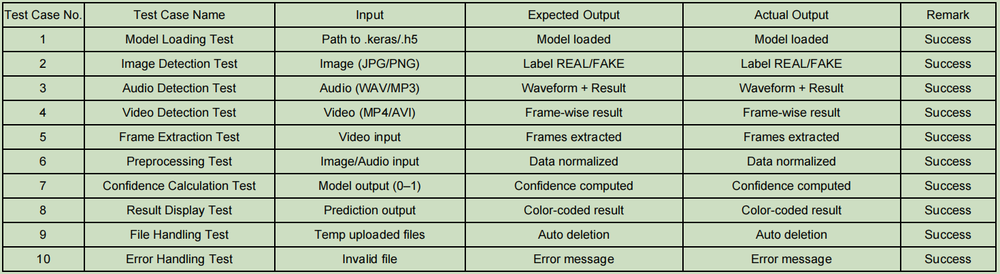 Test Case No. Test Case Name Input Expected Output Actual Output Remark
1 Model Loading Test Path to .keras/.h5 Model loaded Model loaded Success
2 Image Detection Test Image (JPG/PNG) Label REAL/FAKE Label REAL/FAKE Success
3 Audio Detection Test Audio (WAV/MP3) Waveform + Result Waveform + Result Success
4 Video Detection Test Video (MP4/AVI) Frame-wise result Frame-wise result Success
5 Frame Extraction Test Video input Frames extracted Frames extracted Success
6 Preprocessing Test Image/Audio input Data normalized Data normalized Success
7 Confidence Calculation Test Model output (0–1) Confidence computed Confidence computed Success
8 Result Display Test Prediction output Color-coded result Color-coded result Success
9 File Handling Test Temp uploaded files Auto deletion Auto deletion Success
10 Error Handling Test Invalid file Error message Error message Success